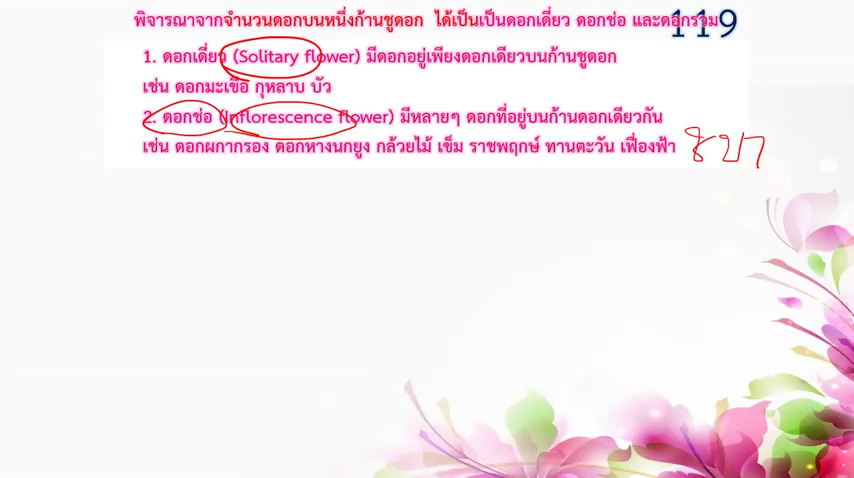 พิจารณาจากจำนวนดอกบนหนึ่งก้านชูดอก ได้เป็นเป็นดอกเดี่ยว ดอกช่อ และดอกรวม
119
1. ดอกเดี่ยว (Solitary flower) มีดอกอยู่เพียงดอกเดียวบนก้านชูดอก
เช่น ดอกมะเขือ กุหลาบ บัว
2. ดอกช่อ (Inflorescence flower) มีหลายๆ ดอกที่อยู่บนก้านดอกเดียวกัน
เช่น ดอกผกากรอง ดอกหางนกยูง กล้วยไม้ เข็ม ราชพฤกษ์ ทานตะวัน เฟื่องฟ้า